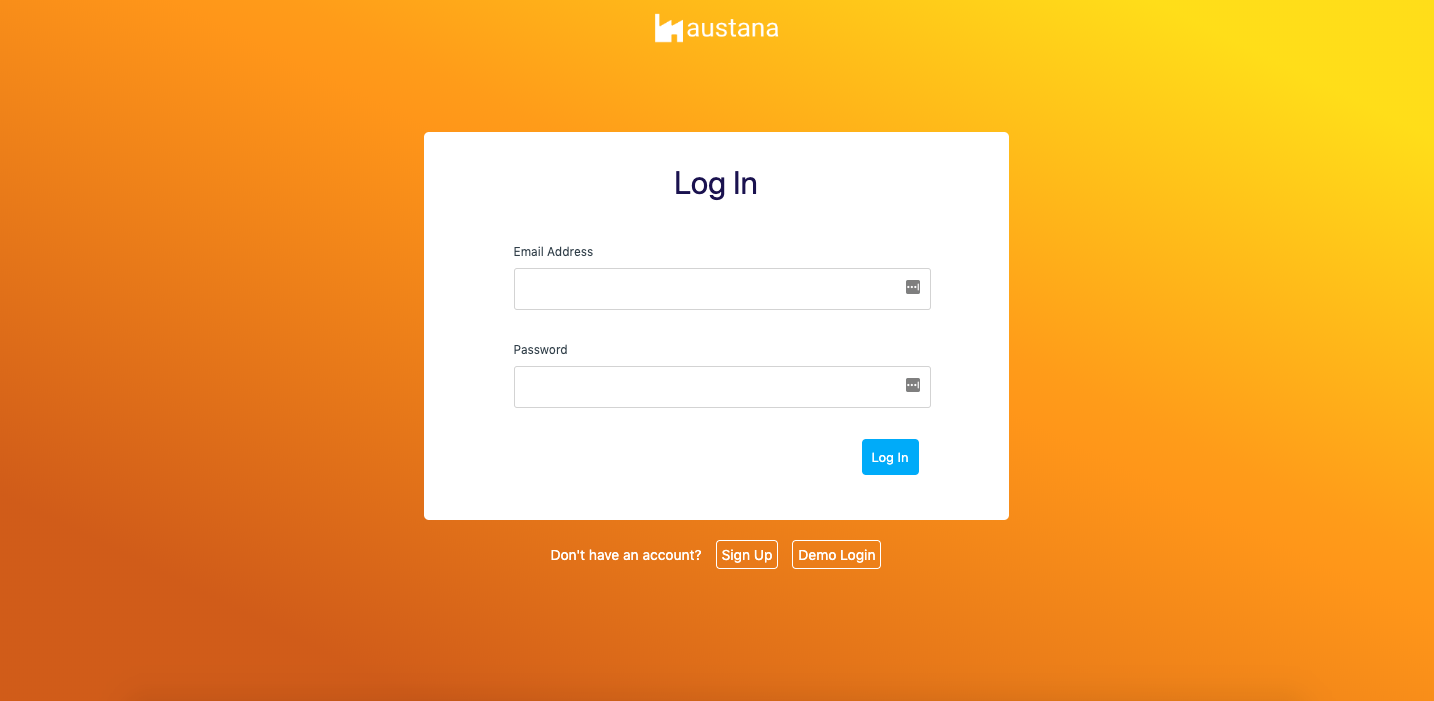 austana
Log In
Email Address
Password
Log In
Don't have an account? Sign Up Demo Login